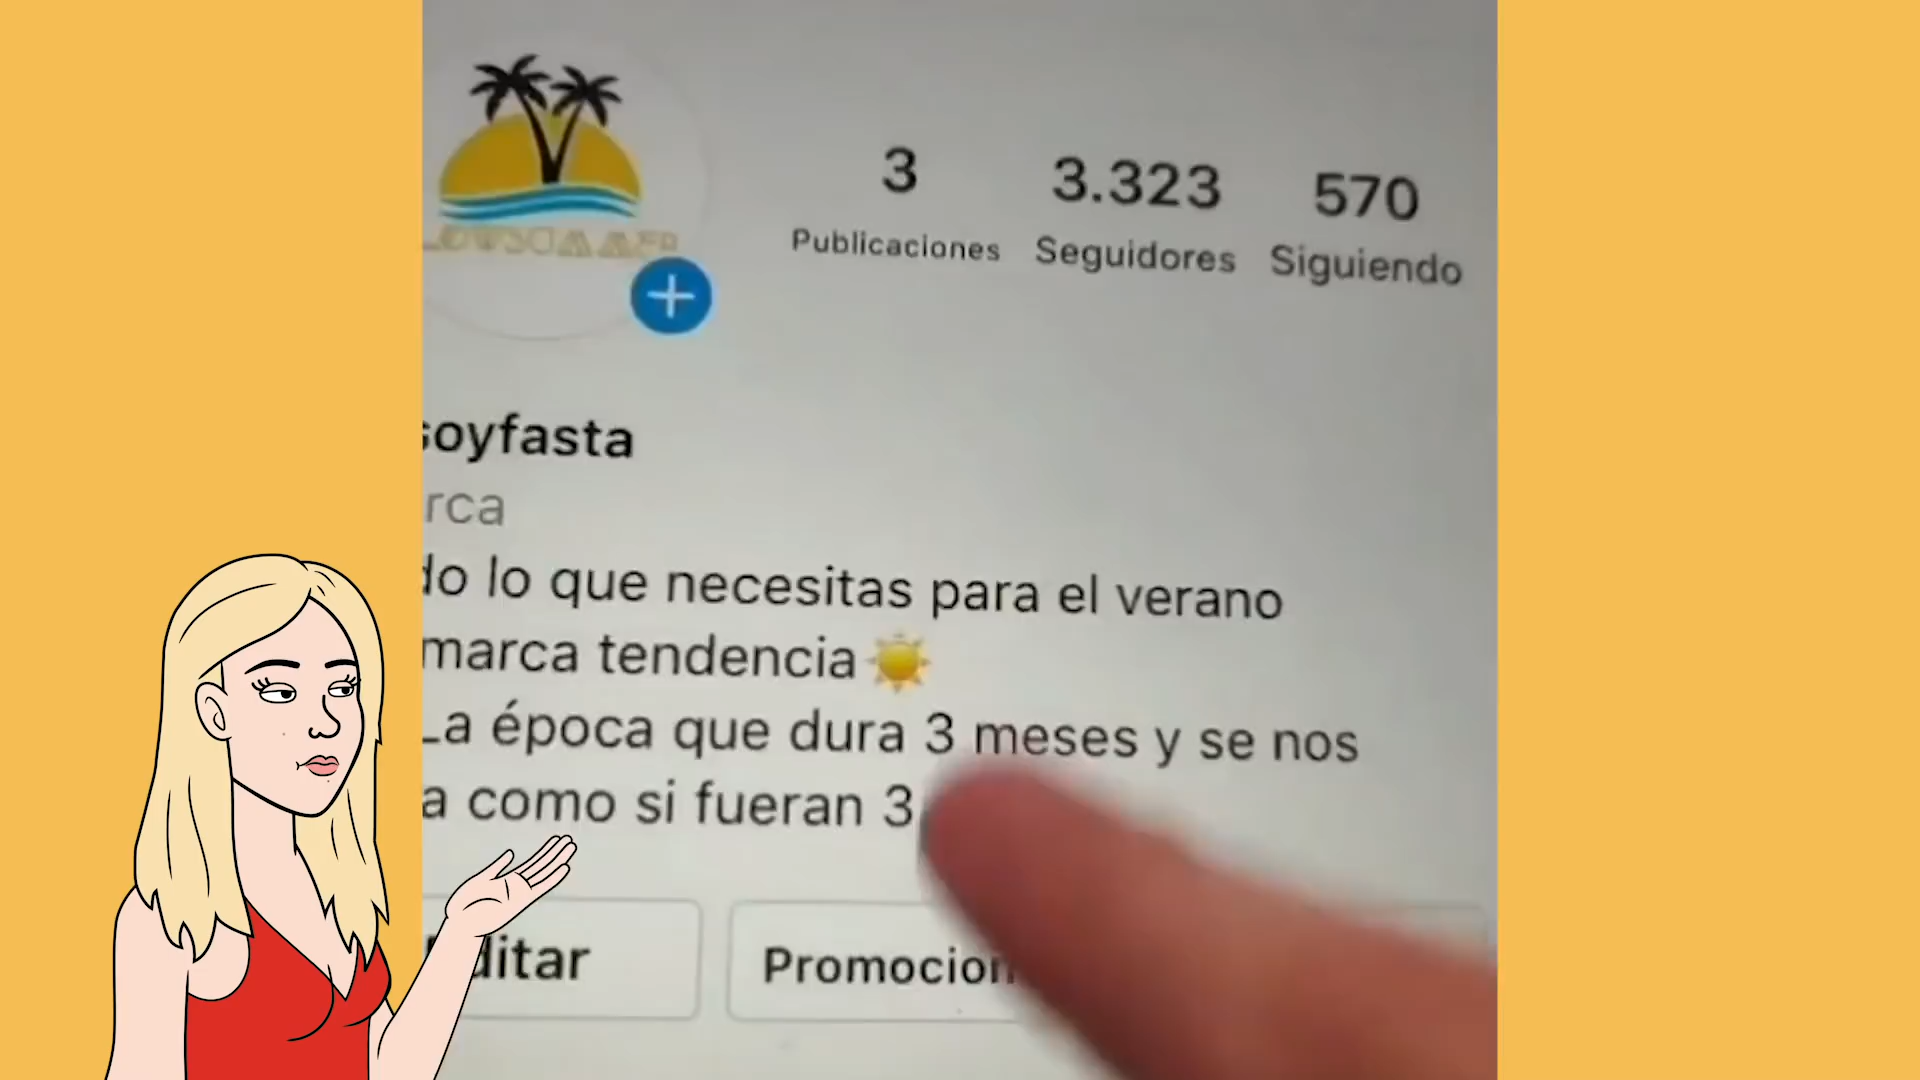 3 3.323 570
Publicaciones Seguidores Siguiendo
soyfasta
rca
do lo que necesitas para el verano
marca tendencia
La época que dura 3 meses y se nos
a como si fueran 3
Editar Promocion